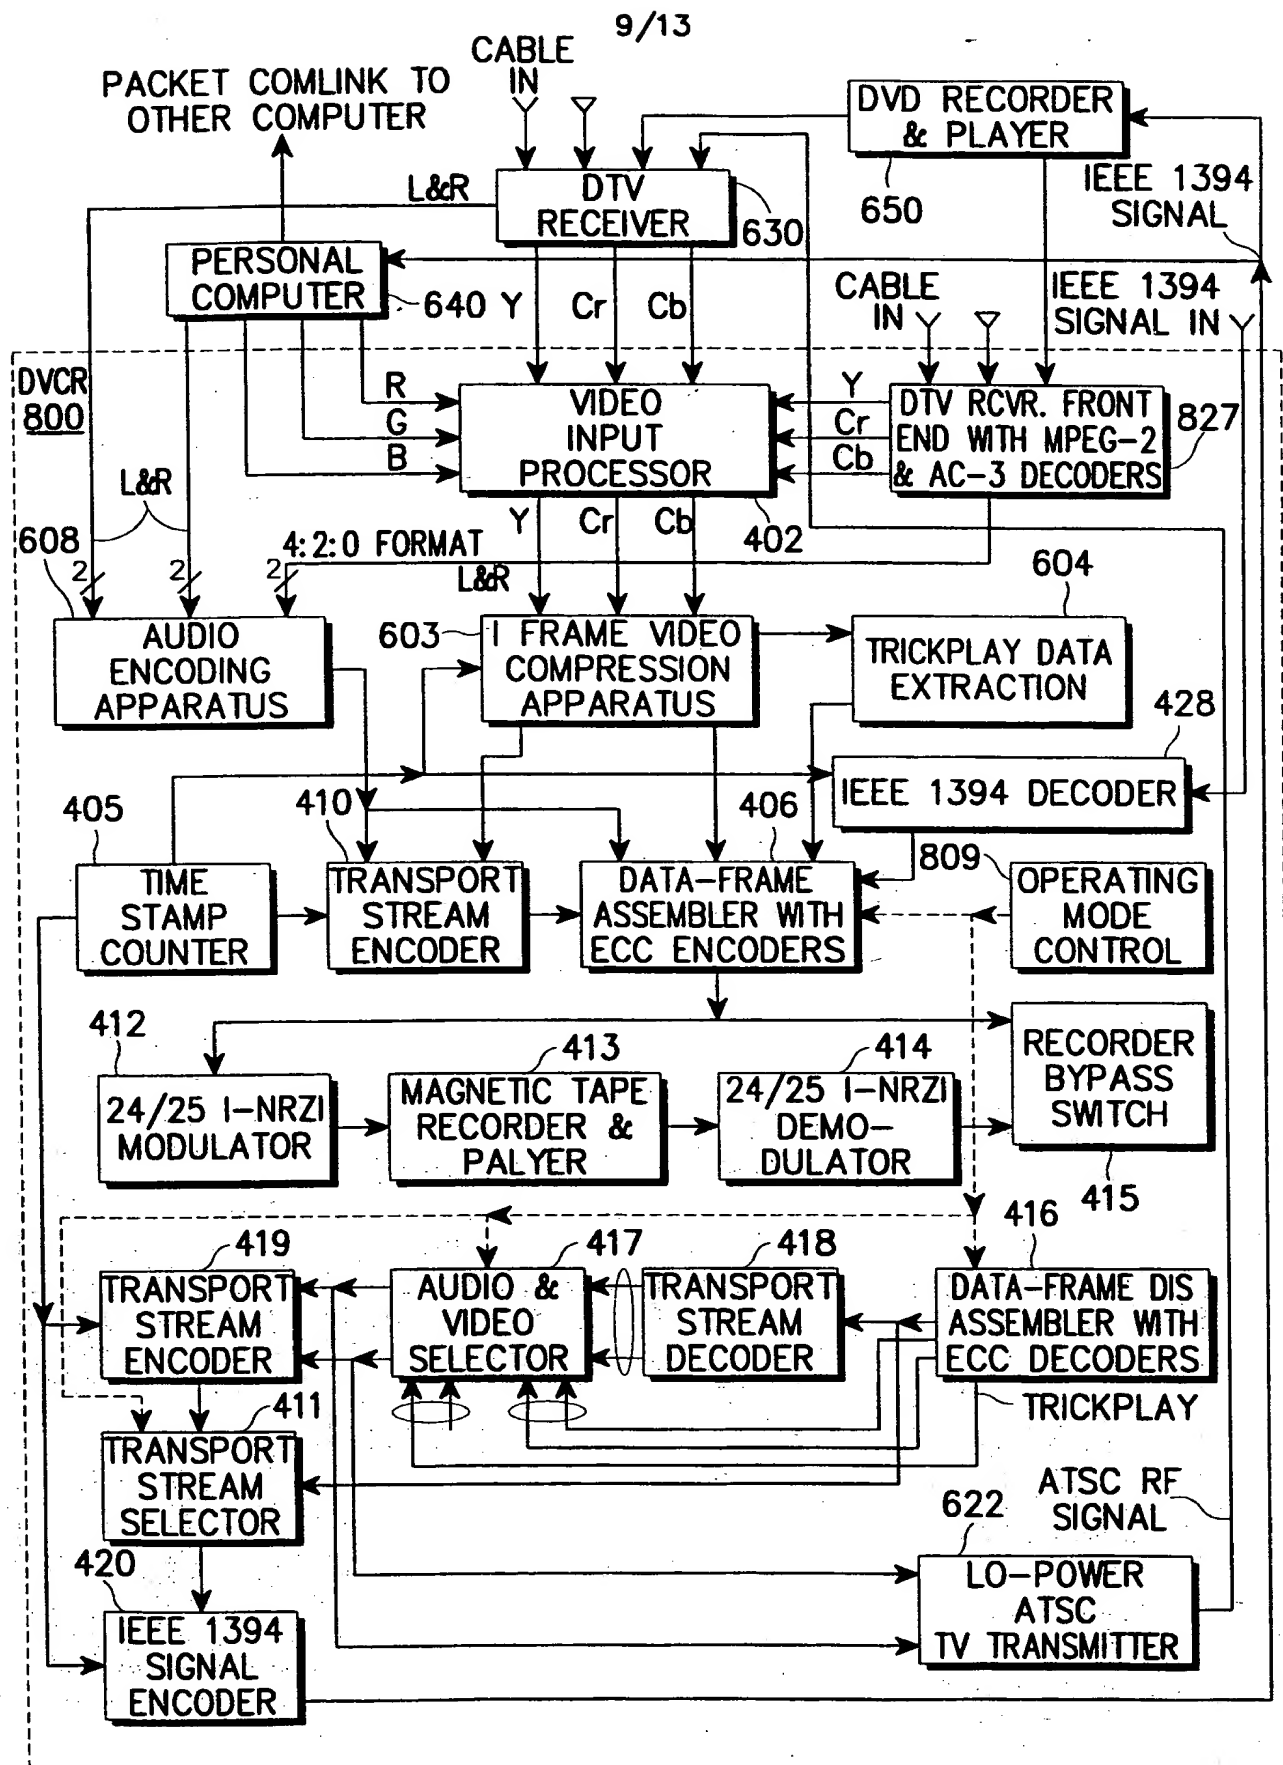 9/13
CABLE
IN
PACKET COMLINK TO
OTHER COMPUTER
DVD RECORDER
& PLAYER
650
IEEE 1394
SIGNAL
L&R
DTV
RECEIVER
630
PERSONAL
COMPUTER
640
Y
Cr
Cb
CABLE
IN
IEEE 1394
SIGNAL IN
DVCR
800
R
G
B
VIDEO
INPUT
PROCESSOR
402
Y
Cr
Cb
DTV RCVR. FRONT
END WITH MPEG-2
& AC-3 DECODERS
827
L&R
Y
Cr
Cb
608
2
2
2
4:2:0 FORMAT
L&R
604
AUDIO
ENCODING
APPARATUS
603
I FRAME VIDEO
COMPRESSION
APPARATUS
TRICKPLAY DATA
EXTRACTION
428
IEEE 1394 DECODER
405
410
406
809
TIME
STAMP
COUNTER
TRANSPORT
STREAM
ENCODER
DATA-FRAME
ASSEMBLER WITH
ECC ENCODERS
OPERATING
MODE
CONTROL
412
413
414
24/25 I-NRZI
MODULATOR
MAGNETIC TAPE
RECORDER &
PALYER
24/25 I-NRZI
DEMO-
DULATOR
RECORDER
BYPASS
SWITCH
415
419
417
418
416
TRANSPORT
STREAM
ENCODER
AUDIO &
VIDEO
SELECTOR
TRANSPORT
STREAM
DECODER
DATA-FRAME DIS
ASSEMBLER WITH
ECC DECODERS
TRICKPLAY
411
TRANSPORT
STREAM
SELECTOR
ATSC RF
SIGNAL
622
LO-POWER
ATSC
TV TRANSMITTER
420
IEEE 1394
SIGNAL
ENCODER